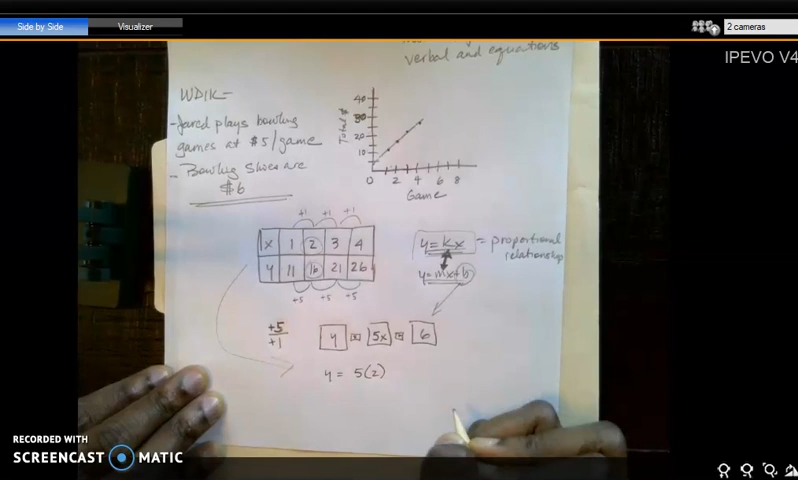 Side by Side
Visualizer
2 cameras
IPEVO V4
verbal and equations
WDIK-
-Jared plays bowling
games at $5/game
- Bowling Shoes are
$6
Total $
40
30
20
10
0 2 4 6 8
Game
+1 +1 +1
x 1 2 3 4
y 11 16 21 26
+5 +5 +5
y=kx = proportional
relationship
y=mx+b
+5
+1
y = 5x + 6
y = 5(2)
RECORDED WITH
SCREENCAST MATIC